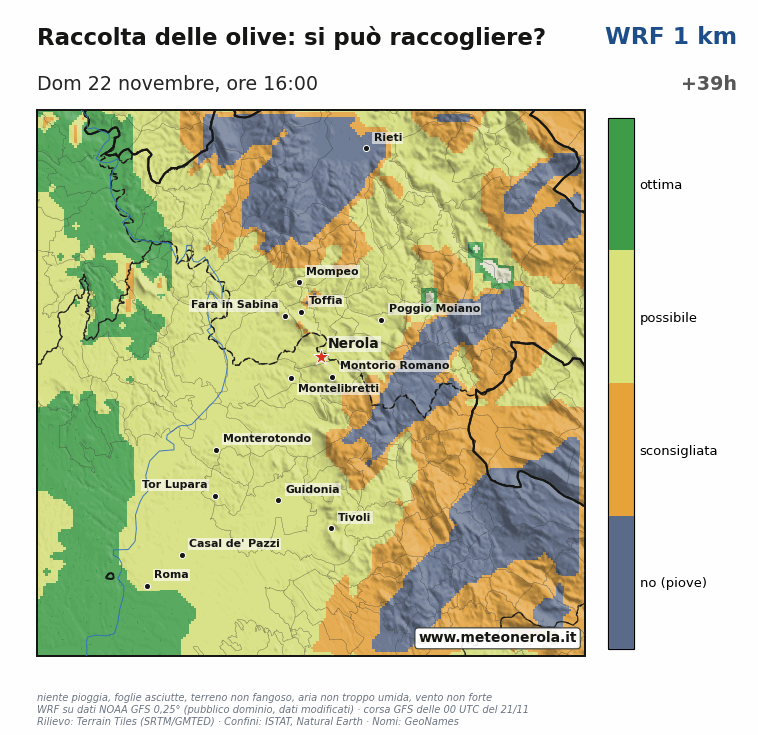 Raccolta delle olive: si può raccogliere?
WRF 1 km
Dom 22 novembre, ore 16:00
+39h
Rieti
Mompeo
Fara in Sabina
Toffia
Poggio Moiano
Nerola
Montorio Romano
Montelibretti
Monterotondo
Tor Lupara
Guidonia
Tivoli
Casal de' Pazzi
Roma
www.meteonerola.it
ottima
possibile
sconsigliata
no (piove)
niente pioggia, foglie asciutte, terreno non fangoso, aria non troppo umida, vento non forte
WRF su dati NOAA GFS 0,25° (pubblico dominio, dati modificati) · corsa GFS delle 00 UTC del 21/11
Rilievo: Terrain Tiles (SRTM/GMTED) · Confini: ISTAT, Natural Earth · Nomi: GeoNames